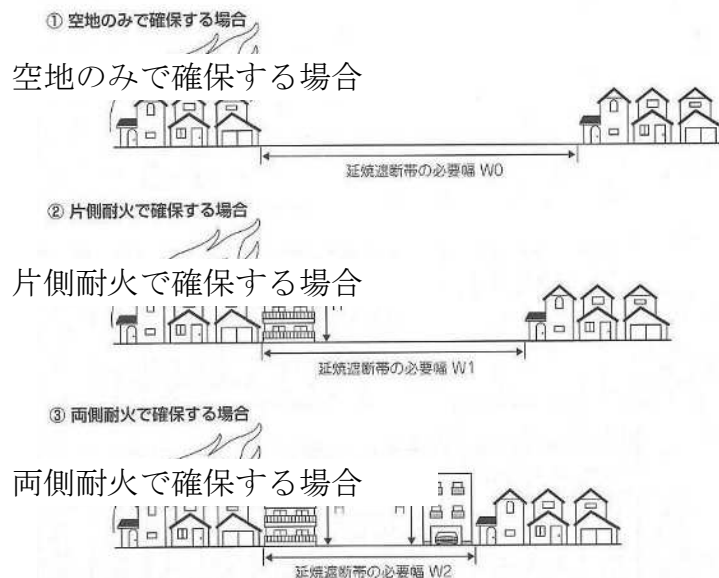 ① 空地のみで確保する場合
空地のみで確保する場合
延焼遮断帯の必要幅 W0
② 片側耐火で確保する場合
片側耐火で確保する場合
延焼遮断帯の必要幅 W1
③ 両側耐火で確保する場合
両側耐火で確保する場合
延焼遮断帯の必要幅 W2